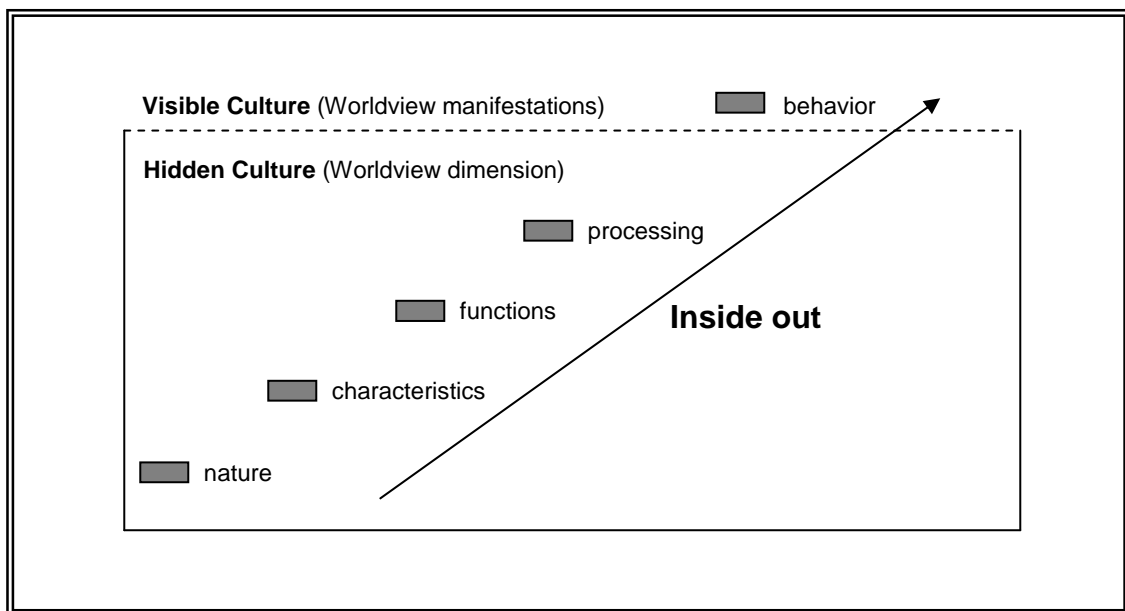 Visible Culture (Worldview manifestations)
behavior
Hidden Culture (Worldview dimension)
processing
functions
Inside out
characteristics
nature